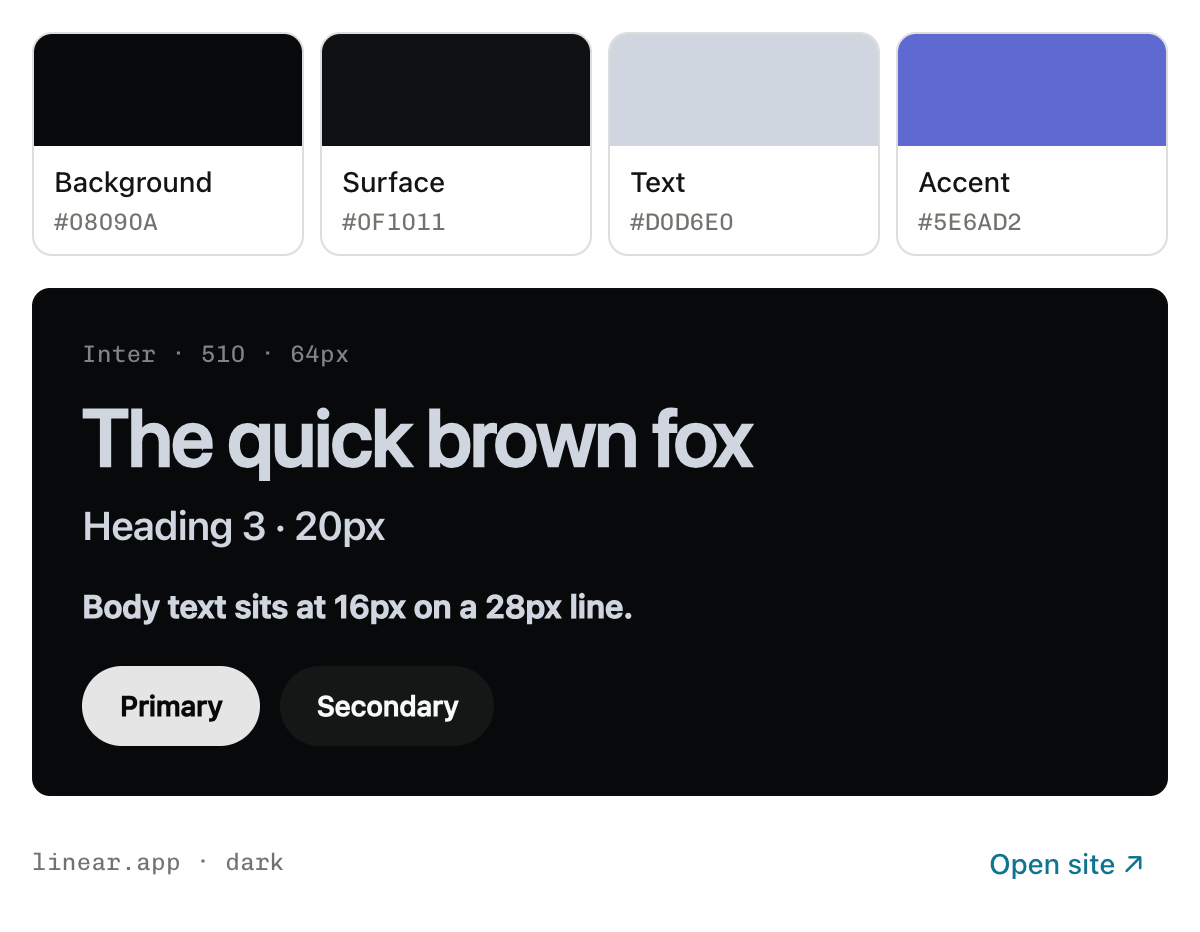 Background
#08090A
Surface
#0F1011
Text
#D0D6E0
Accent
#5E6AD2
Inter · 510 · 64px
The quick brown fox
Heading 3 · 20px
Body text sits at 16px on a 28px line.
Primary
Secondary
linear.app · dark
Open site ↗